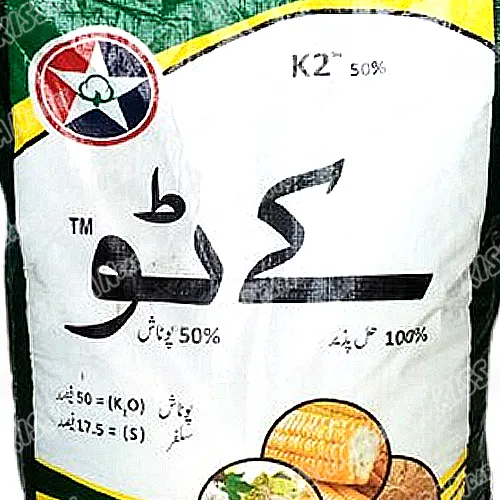 K2™ 50%
کے ٹو™
100% حل پذیر 50% پوٹاش
پوٹاش (K₂O) = 50 فیصد
سلفر (S) = 17.5 فیصد